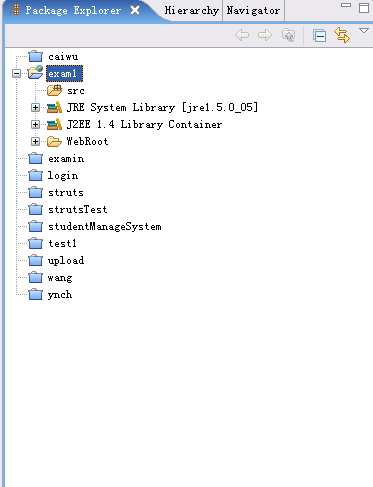 Package Explorer Hierarchy Navigator
caiwu
exam1
src
JRE System Library [jre1.5.0_05]
J2EE 1.4 Library Container
WebRoot
examin
login
struts
strutsTest
studentManageSystem
test1
upload
wang
ynch